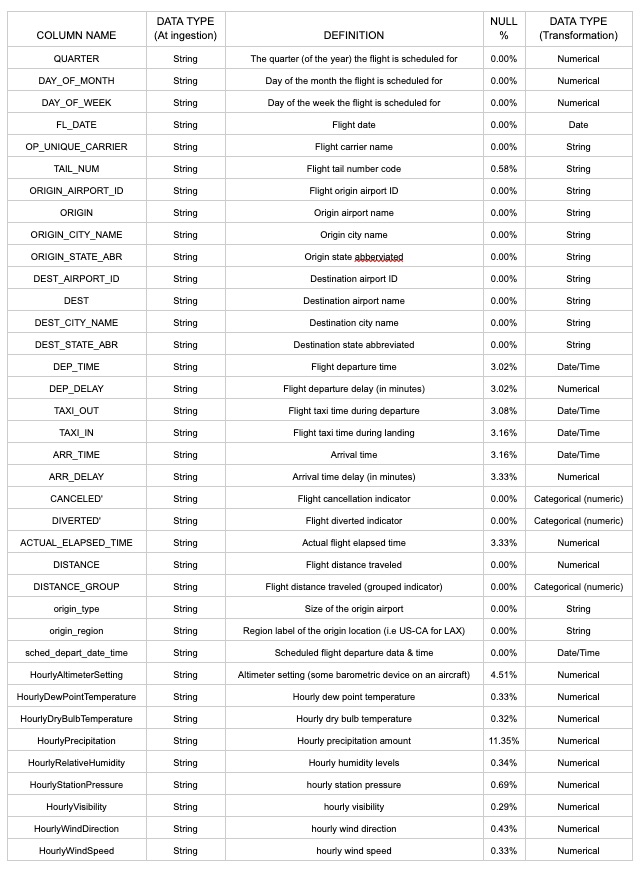 COLUMN NAME DATA TYPE (At ingestion) DEFINITION NULL % DATA TYPE (Transformation)
QUARTER String The quarter (of the year) the flight is scheduled for 0.00% Numerical
DAY_OF_MONTH String Day of the month the flight is scheduled for 0.00% Numerical
DAY_OF_WEEK String Day of the week the flight is scheduled for 0.00% Numerical
FL_DATE String Flight date 0.00% Date
OP_UNIQUE_CARRIER String Flight carrier name 0.00% String
TAIL_NUM String Flight tail number code 0.58% String
ORIGIN_AIRPORT_ID String Flight origin airport ID 0.00% String
ORIGIN String Origin airport name 0.00% String
ORIGIN_CITY_NAME String Origin city name 0.00% String
ORIGIN_STATE_ABR String Origin state abberviated 0.00% String
DEST_AIRPORT_ID String Destination airport ID 0.00% String
DEST String Destination airport name 0.00% String
DEST_CITY_NAME String Destination city name 0.00% String
DEST_STATE_ABR String Destination state abbreviated 0.00% String
DEP_TIME String Flight departure time 3.02% Date/Time
DEP_DELAY String Flight departure delay (in minutes) 3.02% Numerical
TAXI_OUT String Flight taxi time during departure 3.08% Date/Time
TAXI_IN String Flight taxi time during landing 3.16% Date/Time
ARR_TIME String Arrival time 3.16% Date/Time
ARR_DELAY String Arrival time delay (in minutes) 3.33% Numerical
CANCELED' String Flight cancellation indicator 0.00% Categorical (numeric)
DIVERTED' String Flight diverted indicator 0.00% Categorical (numeric)
ACTUAL_ELAPSED_TIME String Actual flight elapsed time 3.33% Numerical
DISTANCE String Flight distance traveled 0.00% Numerical
DISTANCE_GROUP String Flight distance traveled (grouped indicator) 0.00% Categorical (numeric)
origin_type String Size of the origin airport 0.00% String
origin_region String Region label of the origin location (i.e US-CA for LAX) 0.00% String
sched_depart_date_time String Scheduled flight departure data & time 0.00% Date/Time
HourlyAltimeterSetting String Altimeter setting (some barometric device on an aircraft) 4.51% Numerical
HourlyDewPointTemperature String Hourly dew point temperature 0.33% Numerical
HourlyDryBulbTemperature String Hourly dry bulb temperature 0.32% Numerical
HourlyPrecipitation String Hourly precipitation amount 11.35% Numerical
HourlyRelativeHumidity String Hourly humidity levels 0.34% Numerical
HourlyStationPressure String hourly station pressure 0.69% Numerical
HourlyVisibility String hourly visibility 0.29% Numerical
HourlyWindDirection String hourly wind direction 0.43% Numerical
HourlyWindSpeed String hourly wind speed 0.33% Numerical